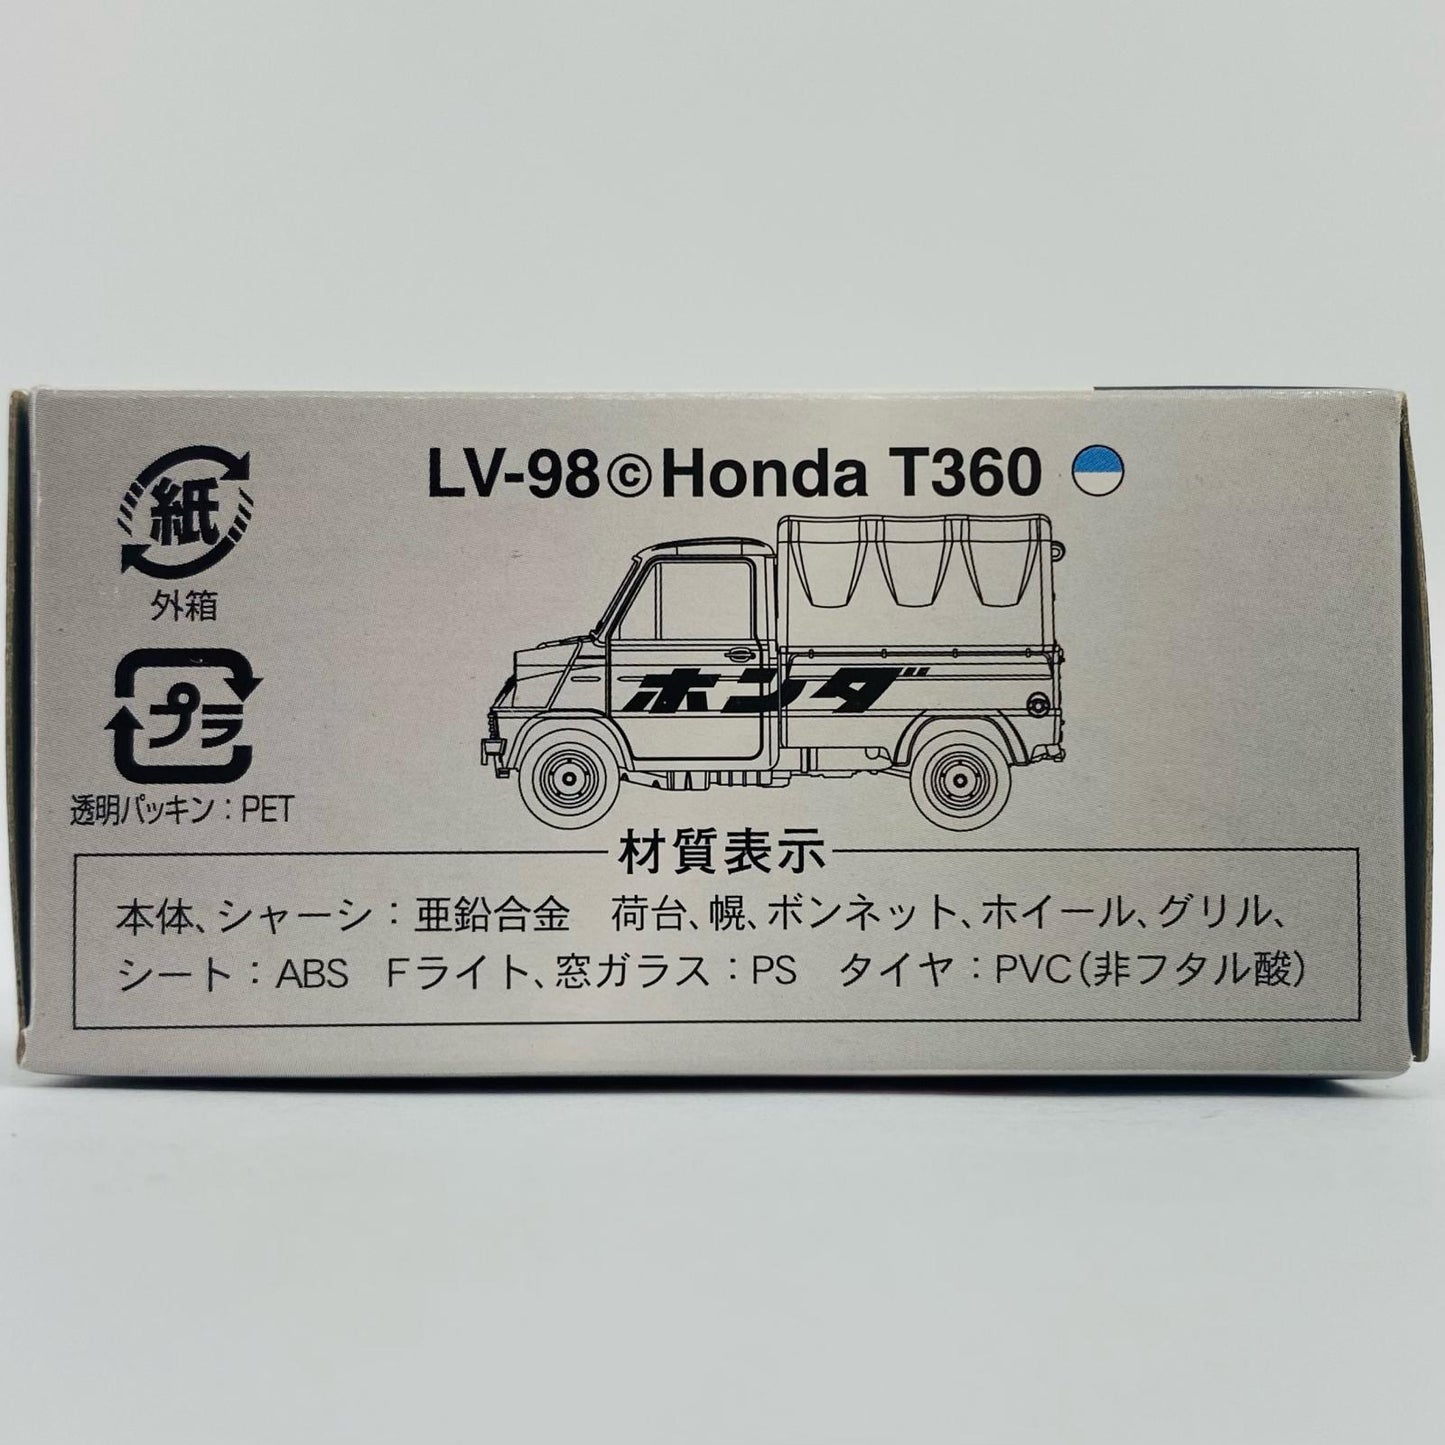 LV-98 ⓒ Honda T360
紙
外箱
プラ
透明パッキン：PET
ホンダ
材質表示
本体、シャーシ：亜鉛合金　荷台、幌、ボンネット、ホイール、グリル、
シート：ABS　Fライト、窓ガラス：PS　タイヤ：PVC（非フタル酸）